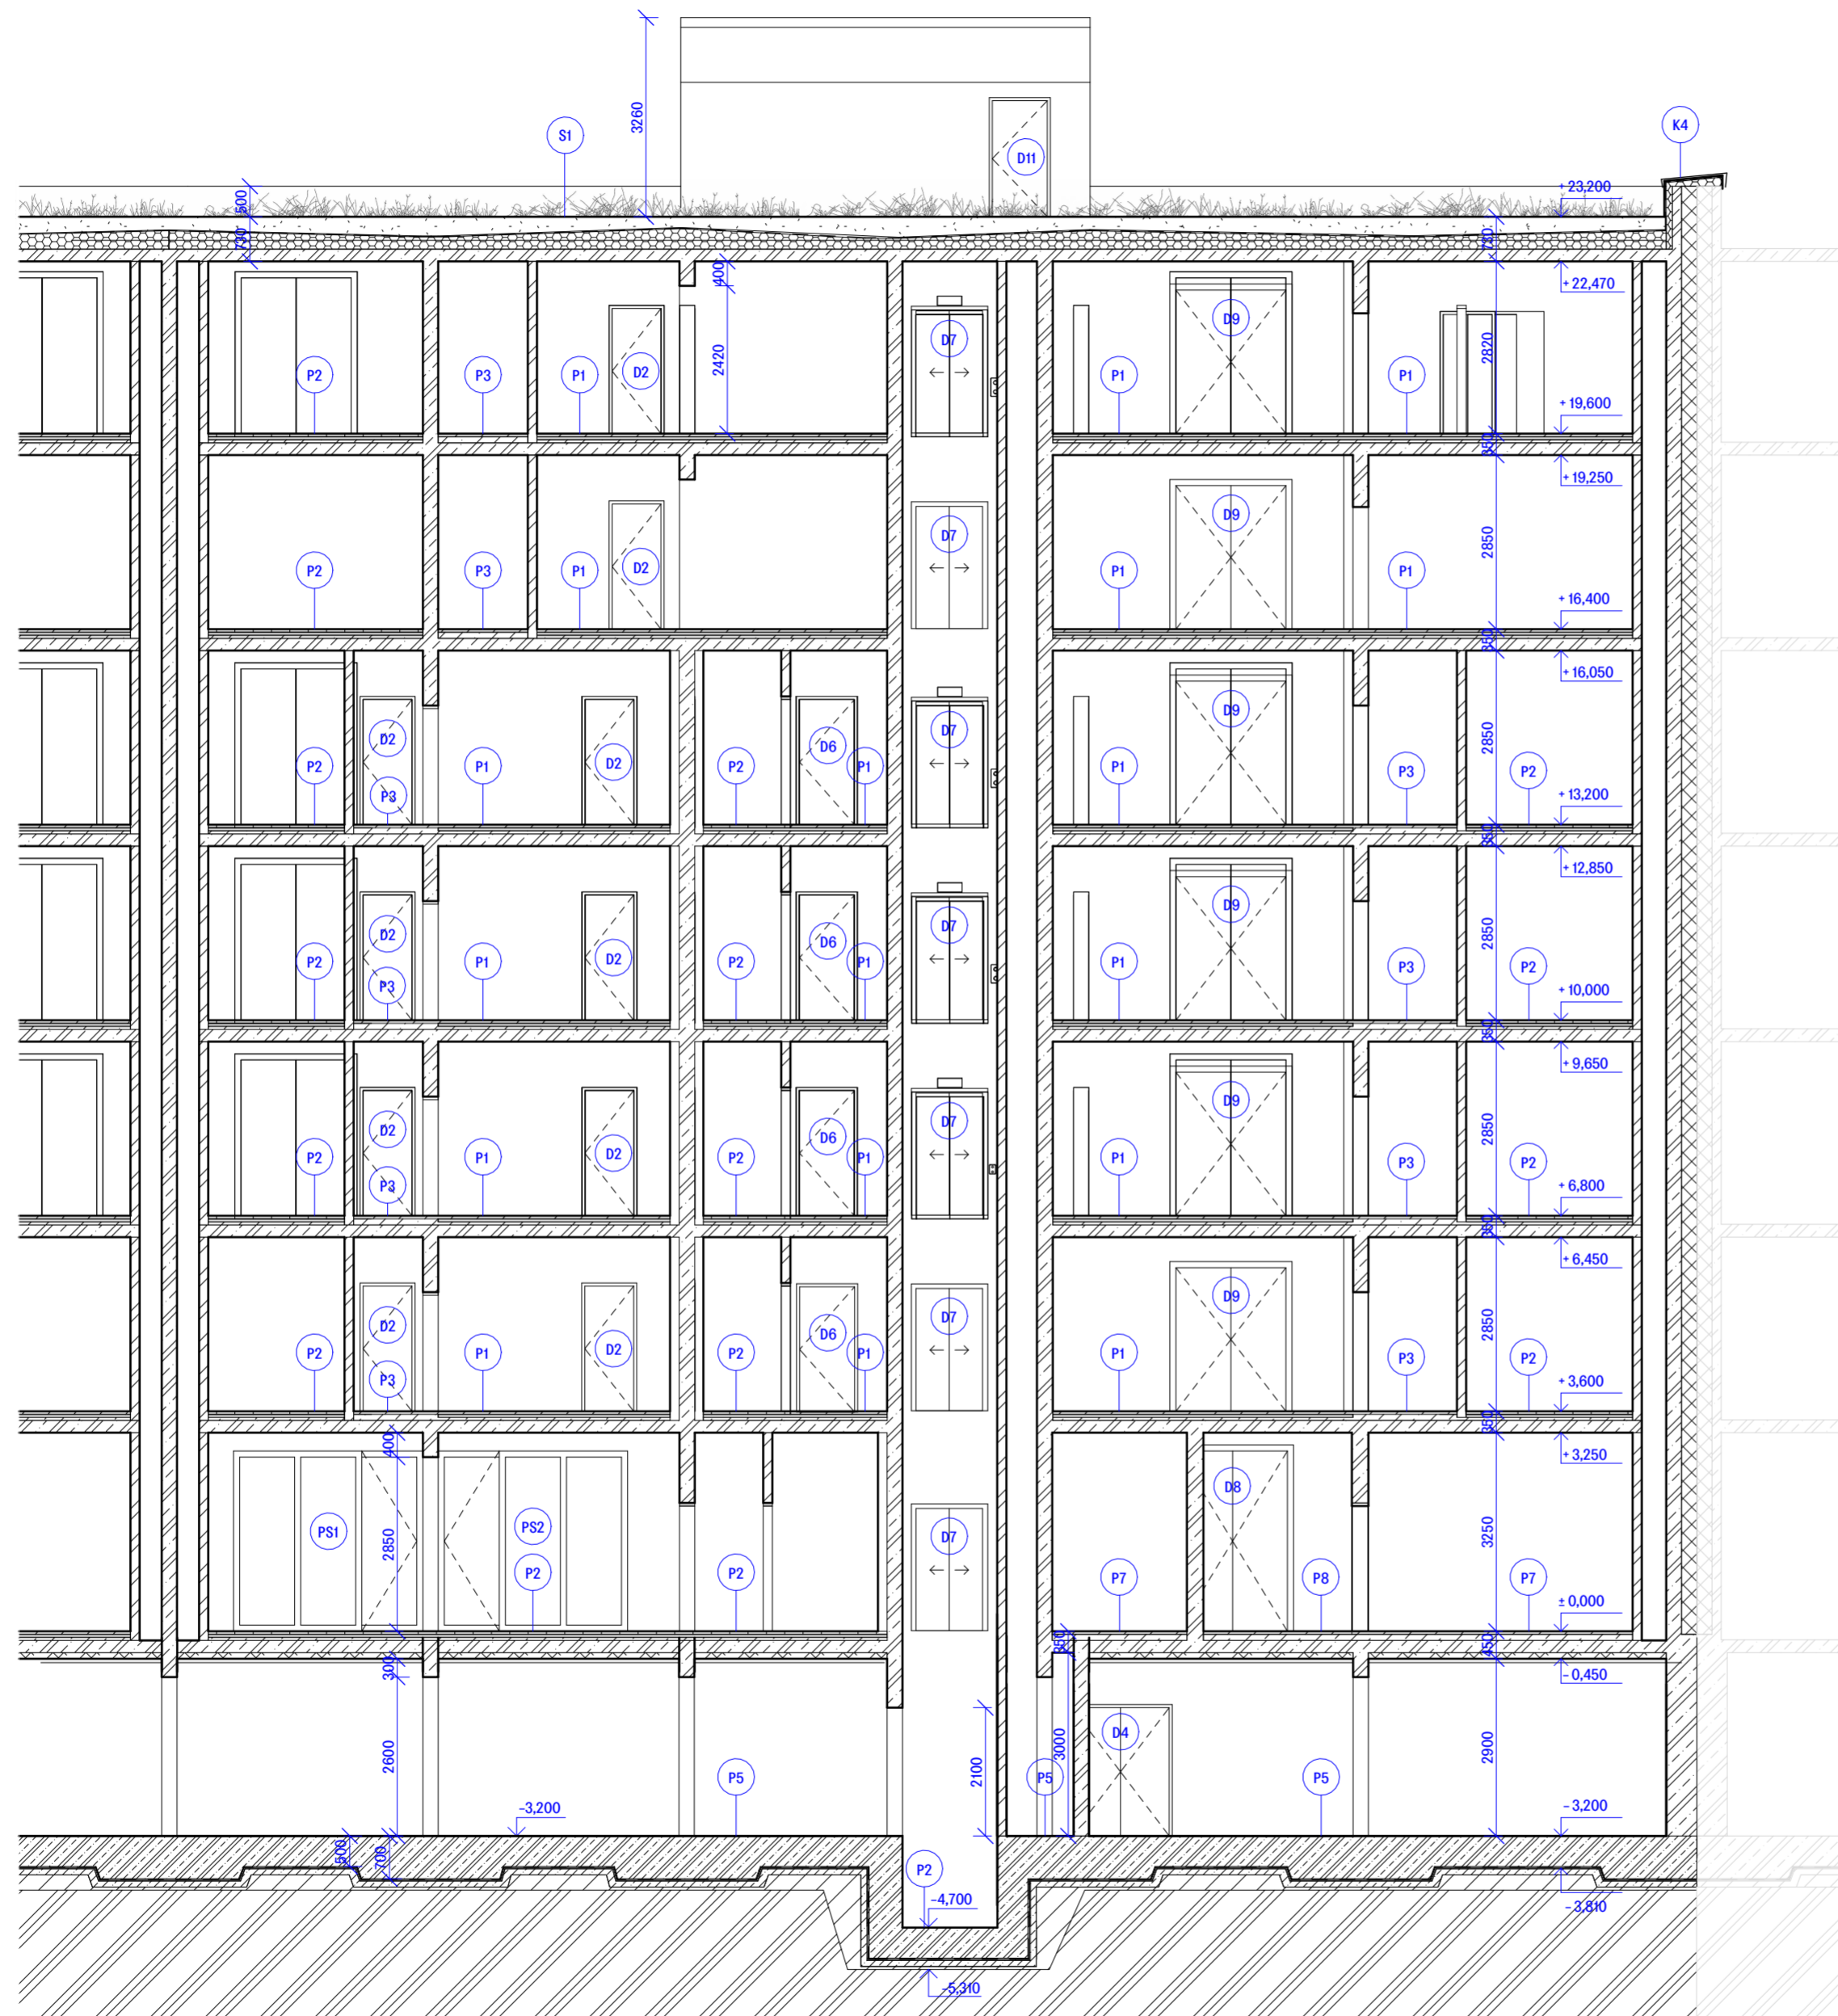 3260
S1
K4
D11
500
+ 23,200
730
730
400
+ 22,470
D7
D9
2420
2820
P2
P3
P1
D2
P1
P1
+ 19,600
350
+ 19,250
D7
D9
2850
P2
P3
P1
D2
P1
P1
+ 16,400
350
+ 16,050
D2
D7
D9
2850
P2
P1
D2
P2
D6
P1
P1
P3
P2
P3
+ 13,200
350
+ 12,850
D2
D7
D9
2850
P2
P1
D2
P2
D6
P1
P1
P3
P2
P3
+ 10,000
350
+ 9,650
D2
D7
D9
2850
P2
P1
D2
P2
D6
P1
P1
P3
P2
P3
+ 6,800
350
+ 6,450
D2
D7
D9
2850
P2
P1
D2
P2
D6
P1
P1
P3
P2
P3
+ 3,600
350
400
+ 3,250
D8
PS1
PS2
D7
2850
3250
P2
P2
P7
P8
P7
± 0,000
350
450
300
- 0,450
D4
2600
2100
3000
2900
P5
P5
P5
-3,200
- 3,200
500
700
P2
-4,700
- 3,810
-5,310